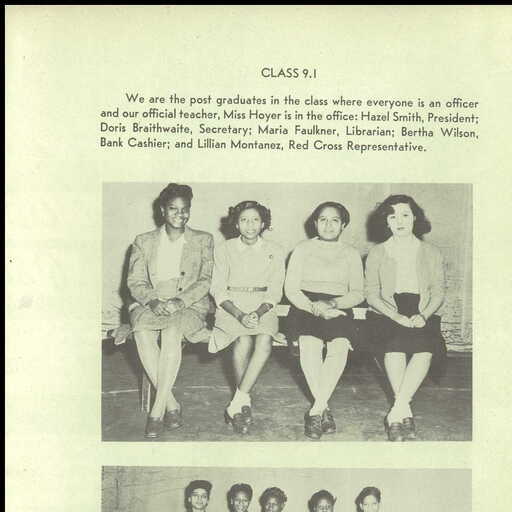 CLASS 9.1
We are the post graduates in the class where everyone is an officer
and our official teacher, Miss Hoyer is in the office: Hazel Smith, President;
Doris Braithwaite, Secretary; Maria Faulkner, Librarian; Bertha Wilson,
Bank Cashier; and Lillian Montanez, Red Cross Representative.